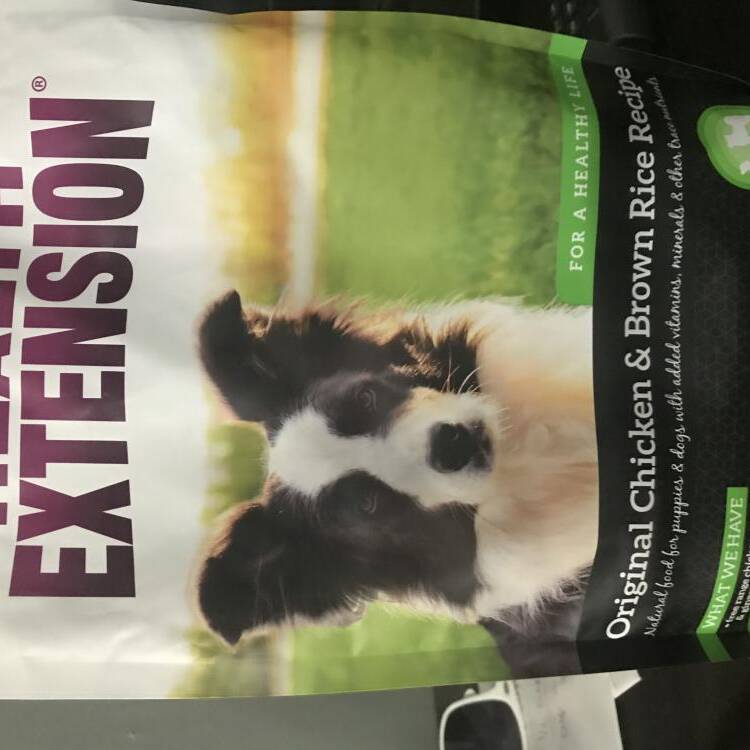 HEALTH
EXTENSION®
FOR A HEALTHY LIFE
Original Chicken & Brown Rice Recipe
Natural food for puppies & dogs with added vitamins, minerals & other trace nutrients
WHAT WE HAVE